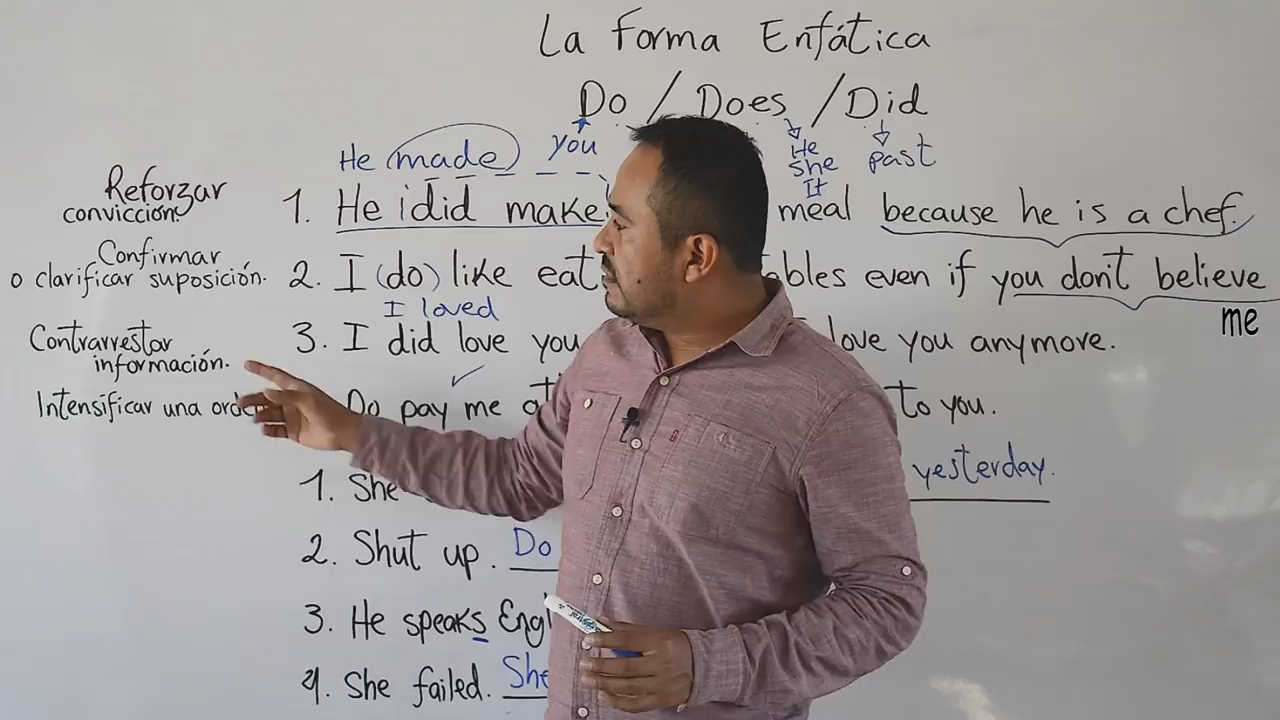 La Forma Enfática
Do / Does / Did
He made you
He
she
It
past
Reforzar
convicción.
1. He did make meal because he is a chef.
Confirmar
o clarificar suposición.
2. I (do) like eat bles even if you don't believe
me
I loved
Contrarrestar
información.
3. I did love you love you anymore.
Intensificar una orde
Do pay me at to you.
1. She yesterday.
2. Shut up. Do
3. He speaks Engl
4. She failed. She